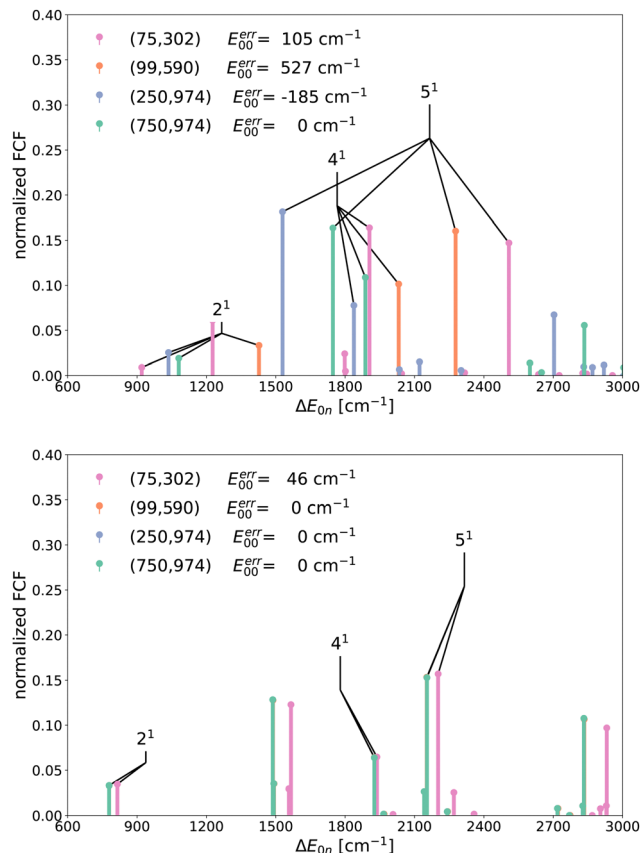 0.40
0.35
0.30
0.25
0.20
0.15
0.10
0.05
0.00
normalized FCF
(75,302) E₀₀ᵉʳʳ= 105 cm⁻¹
(99,590) E₀₀ᵉʳʳ= 527 cm⁻¹
(250,974) E₀₀ᵉʳʳ= -185 cm⁻¹
(750,974) E₀₀ᵉʳʳ= 0 cm⁻¹
5¹
4¹
2¹
600 900 1200 1500 1800 2100 2400 2700 3000
ΔE₀ₙ [cm⁻¹]
0.40
0.35
0.30
0.25
0.20
0.15
0.10
0.05
0.00
normalized FCF
(75,302) E₀₀ᵉʳʳ= 46 cm⁻¹
(99,590) E₀₀ᵉʳʳ= 0 cm⁻¹
(250,974) E₀₀ᵉʳʳ= 0 cm⁻¹
(750,974) E₀₀ᵉʳʳ= 0 cm⁻¹
5¹
4¹
2¹
600 900 1200 1500 1800 2100 2400 2700 3000
ΔE₀ₙ [cm⁻¹]